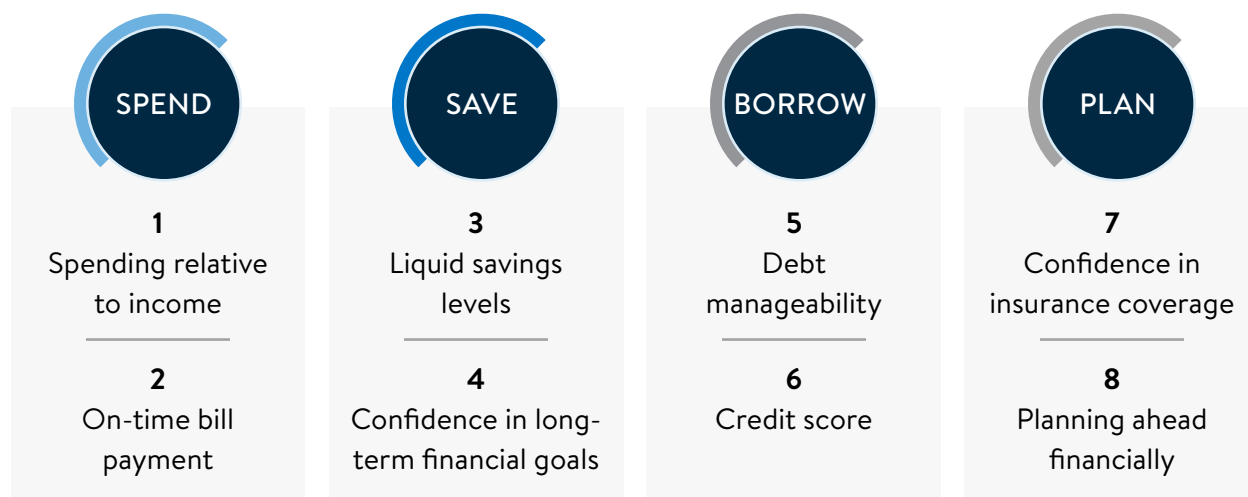 SPEND
1
Spending relative
to income
2
On-time bill
payment
SAVE
3
Liquid savings
levels
4
Confidence in long-
term financial goals
BORROW
5
Debt
manageability
6
Credit score
PLAN
7
Confidence in
insurance coverage
8
Planning ahead
financially